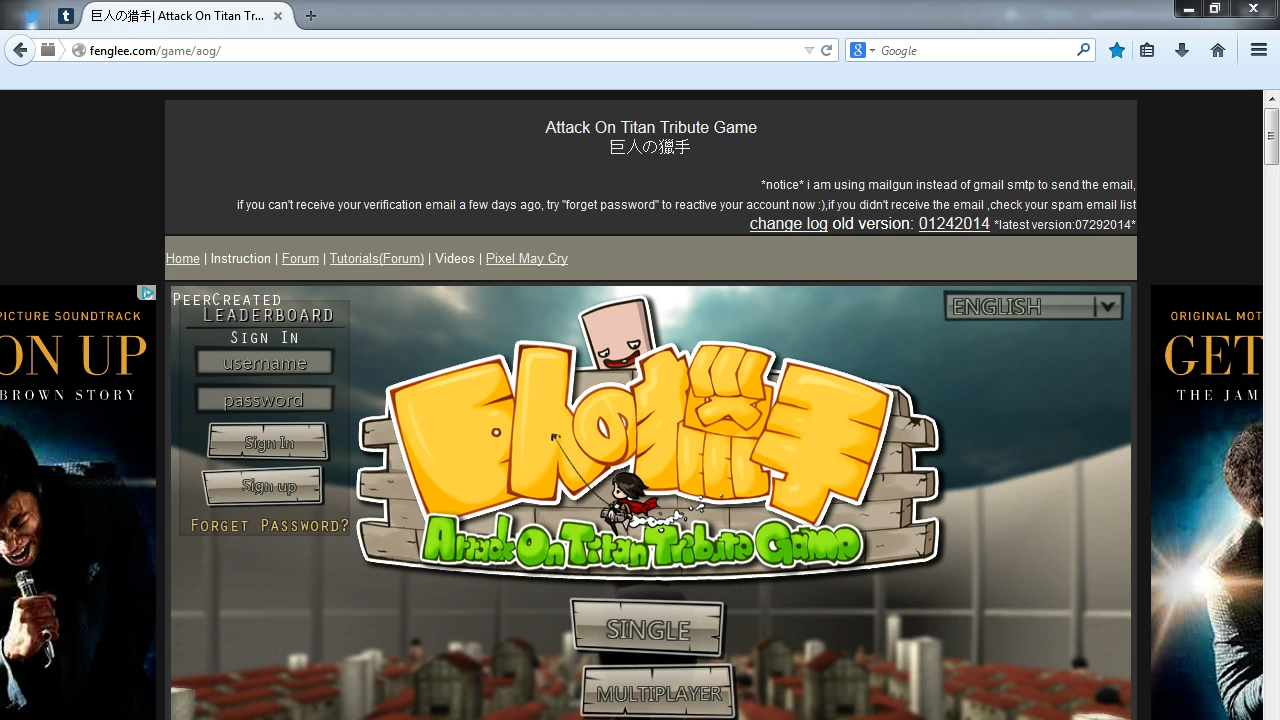 巨人の猎手| Attack On Titan Tr...
fenglee.com/game/aog/
Google
Attack On Titan Tribute Game
巨人の獵手
*notice* i am using mailgun instead of gmail smtp to send the email,
if you can't receive your verification email a few days ago, try "forget password" to reactive your account now :),if you didn't receive the email ,check your spam email list
change log old version: 01242014 *latest version:07292014*
Home | Instruction | Forum | Tutorials(Forum) | Videos | Pixel May Cry
PICTURE SOUNDTRACK
ON UP
BROWN STORY
PEERCREATED
LEADERBOARD
SIGN IN
username
password
Sign In
Sign up
FORGET PASSWORD?
ENGLISH
巨人の猎手
Attack On Titan Tribute Game
SINGLE
MULTIPLAYER
ORIGINAL MOT
GET
THE JAM